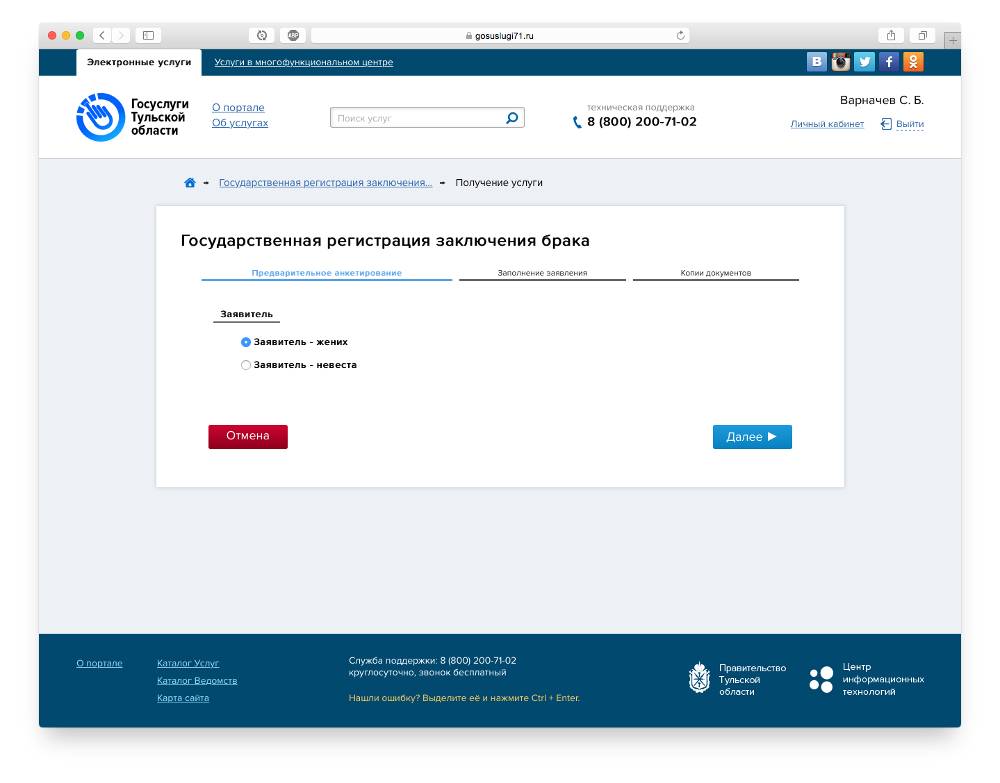 ABP
gosuslugi71.ru
Электронные услуги
Услуги в многофункциональном центре
B
f
Госуслуги
Тульской
области
О портале
Об услугах
Поиск услуг
техническая поддержка
8 (800) 200-71-02
Варначев С. Б.
Личный кабинет
Выйти
Государственная регистрация заключения...
Получение услуги
Государственная регистрация заключения брака
Предварительное анкетирование
Заполнение заявления
Копии документов
Заявитель
Заявитель - жених
Заявитель - невеста
Отмена
Далее
О портале
Каталог Услуг
Каталог Ведомств
Карта сайта
Служба поддержки: 8 (800) 200-71-02
круглосуточно, звонок бесплатный
Нашли ошибку? Выделите её и нажмите Ctrl + Enter.
Правительство
Тульской
области
Центр
информационных
технологий